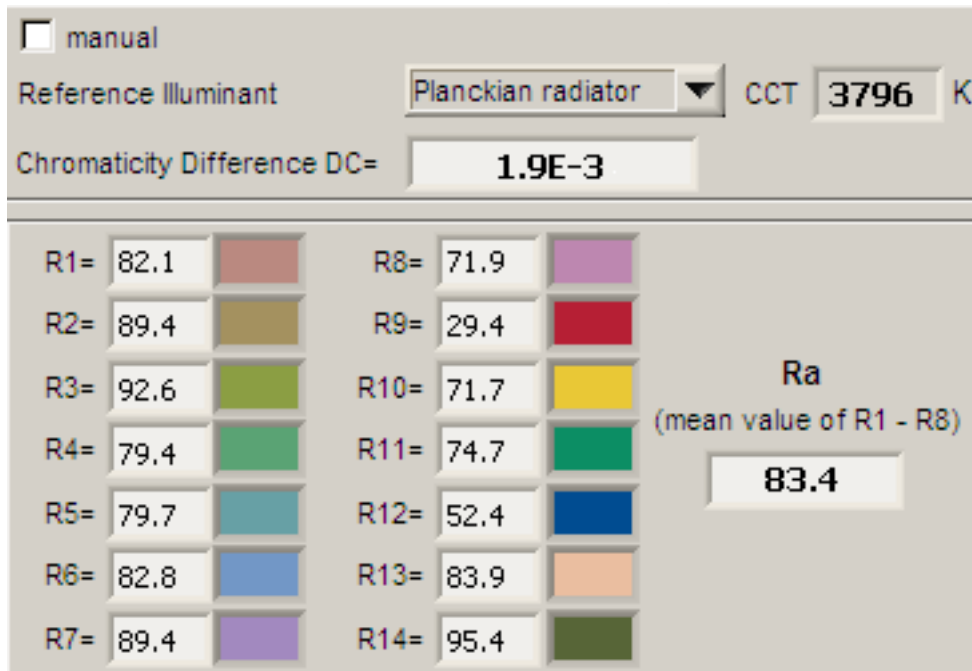 manual
Reference Illuminant Planckian radiator CCT 3796 K
Chromaticity Difference DC= 1.9E-3
R1= 82.1 R8= 71.9
R2= 89.4 R9= 29.4
R3= 92.6 R10= 71.7
R4= 79.4 R11= 74.7
R5= 79.7 R12= 52.4
R6= 82.8 R13= 83.9
R7= 89.4 R14= 95.4
Ra
(mean value of R1 - R8)
83.4